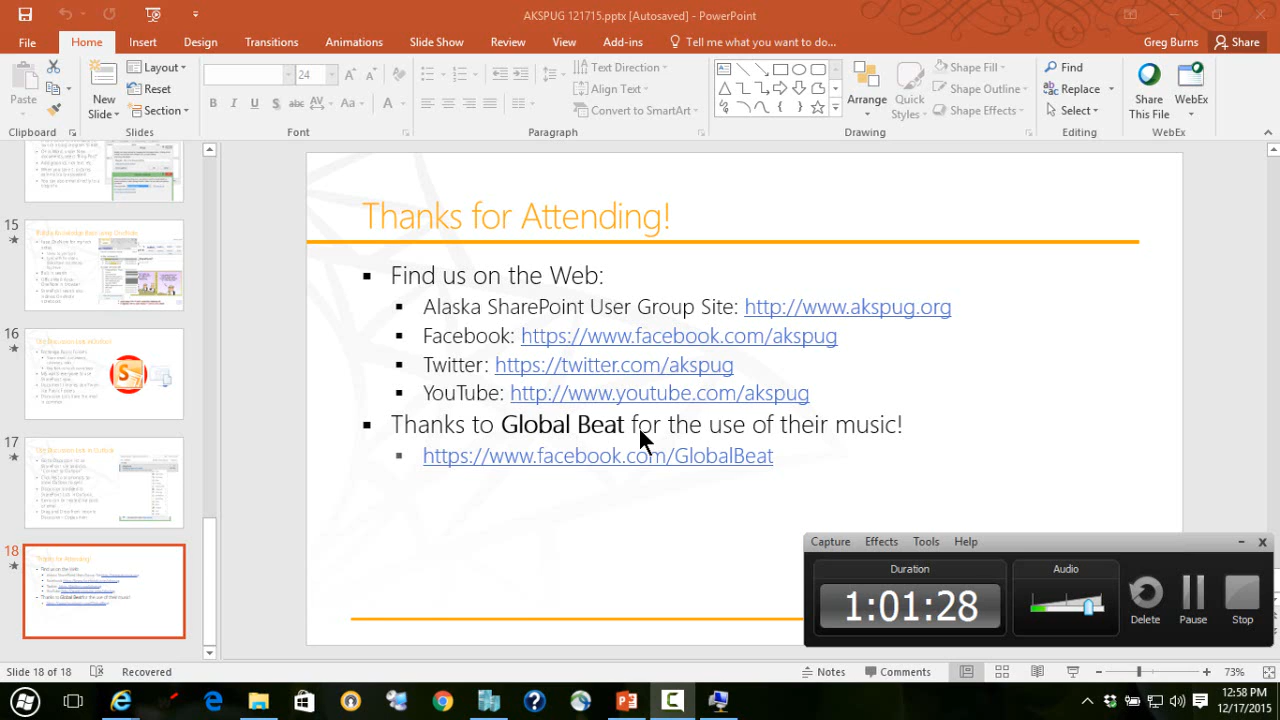 AKSPUG 121715.pptx [Autosaved] - PowerPoint
File Home Insert Design Transitions Animations Slide Show Review View Add-ins Tell me what you want to do... Greg Burns Share
Paste
New Slide
Layout
Reset
Section
24
Text Direction
Align Text
Convert to SmartArt
Arrange
Quick Styles
Shape Fill
Shape Outline
Shape Effects
Find
Replace
Select
Share This File
WebEx
Clipboard Slides Font Paragraph Drawing Editing WebEx
15
16
17
18
Thanks for Attending!
Find us on the Web:
Alaska SharePoint User Group Site: http://www.akspug.org
Facebook: https://www.facebook.com/akspug
Twitter: https://twitter.com/akspug
YouTube: http://www.youtube.com/akspug
Thanks to Global Beat for the use of their music!
https://www.facebook.com/GlobalBeat
Capture Effects Tools Help
Duration
1:01:28
Audio
Delete Pause Stop
Slide 18 of 18 Recovered Notes Comments 73%
12:58 PM
12/17/2015